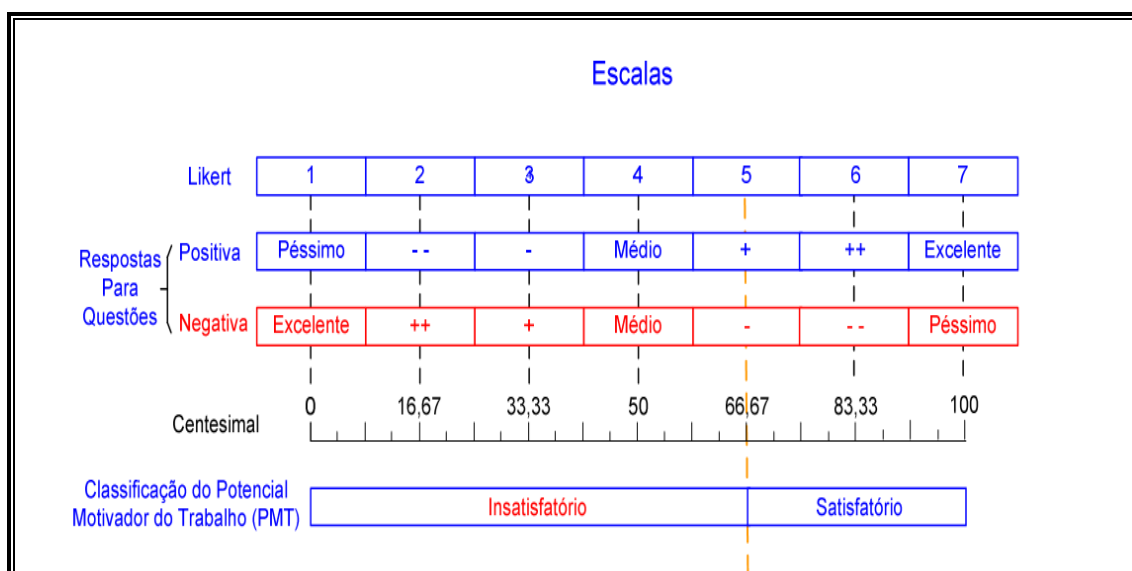 Escalas
Likert 1 2 3 4 5 6 7
Respostas Para Questões
Positiva Péssimo - - - Médio + ++ Excelente
Negativa Excelente ++ + Médio - - - Péssimo
Centesimal 0 16,67 33,33 50 66,67 83,33 100
Classificação do Potencial
Motivador do Trabalho (PMT)
Insatisfatório Satisfatório